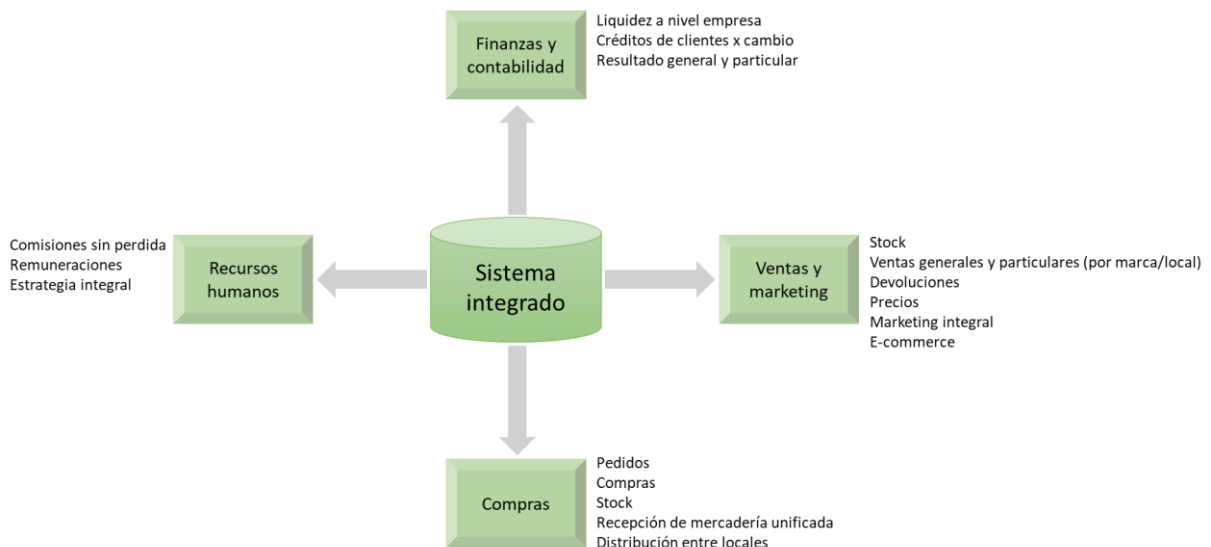 Finanzas y
contabilidad
Liquidez a nivel empresa
Créditos de clientes x cambio
Resultado general y particular
Comisiones sin perdida
Remuneraciones
Estrategia integral
Recursos
humanos
Sistema
integrado
Ventas y
marketing
Stock
Ventas generales y particulares (por marca/local)
Devoluciones
Precios
Marketing integral
E-commerce
Compras
Pedidos
Compras
Stock
Recepción de mercadería unificada
Distribución entre locales